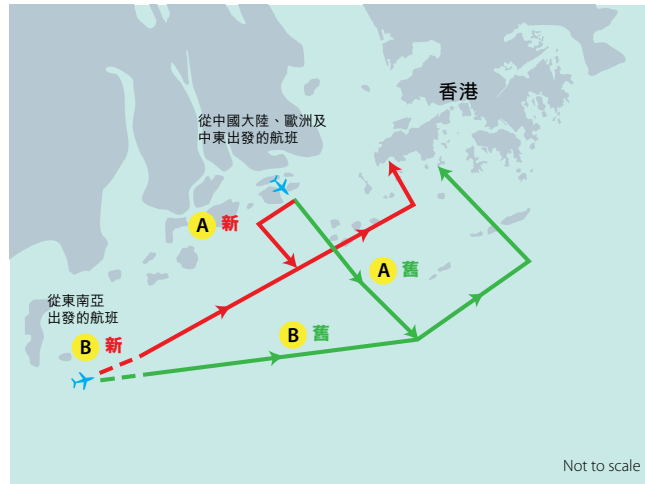 香港
從中國大陸、歐洲及
中東出發的航班
A 新
A 舊
從東南亞
出發的航班
B 新
B 舊
Not to scale